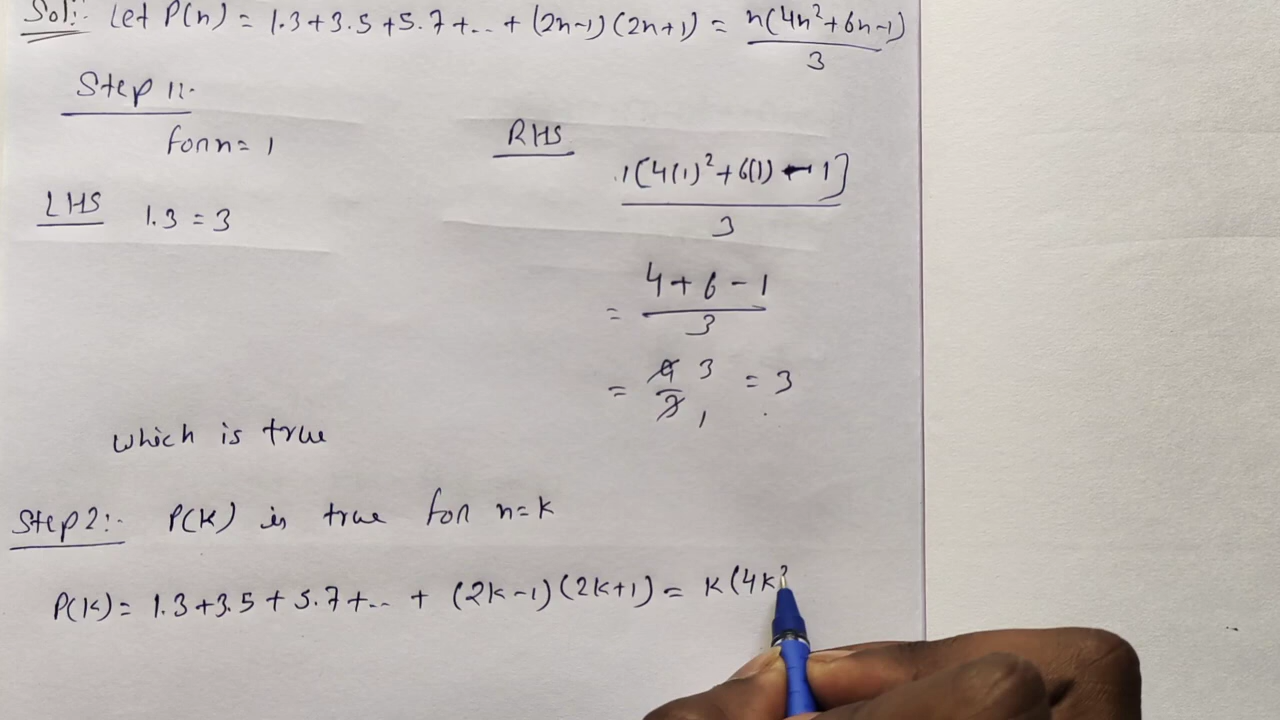 Sol:- Let P(n) = 1.3+3.5+5.7+... + (2n-1)(2n+1) = n(4n²+6n-1)/3
Step 1:-
for n = 1
LHS 1.3 = 3
RHS
1[4(1)²+6(1)-1]/3
= 4+6-1/3
= 9/3 3/1 = 3
which is true
Step 2:- P(K) is true for n=k
P(K) = 1.3+3.5+5.7+... + (2k-1)(2k+1) = k(4k²